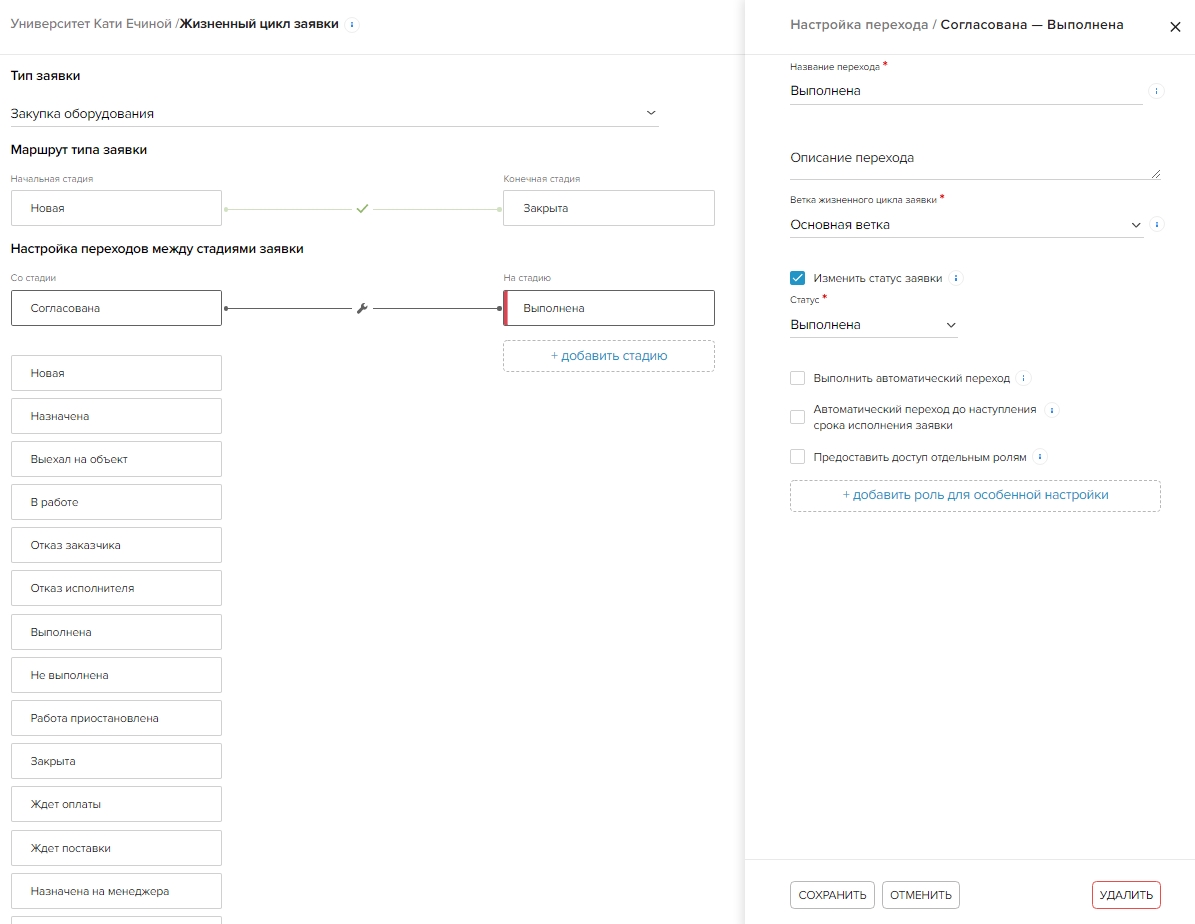 Университет Кати Ечиной /Жизненный цикл заявки
Тип заявки
Закупка оборудования
Маршрут типа заявки
Начальная стадия
Конечная стадия
Новая
Закрыта
Настройка переходов между стадиями заявки
Со стадии
На стадию
Согласована
Выполнена
+ добавить стадию
Новая
Назначена
Выехал на объект
В работе
Отказ заказчика
Отказ исполнителя
Выполнена
Не выполнена
Работа приостановлена
Закрыта
Ждет оплаты
Ждет поставки
Назначена на менеджера
Настройка перехода / Согласована — Выполнена
Название перехода *
Выполнена
Описание перехода
Ветка жизненного цикла заявки *
Основная ветка
Изменить статус заявки
Статус *
Выполнена
Выполнить автоматический переход
Автоматический переход до наступления
срока исполнения заявки
Предоставить доступ отдельным ролям
+ добавить роль для особенной настройки
СОХРАНИТЬ
ОТМЕНИТЬ
УДАЛИТЬ